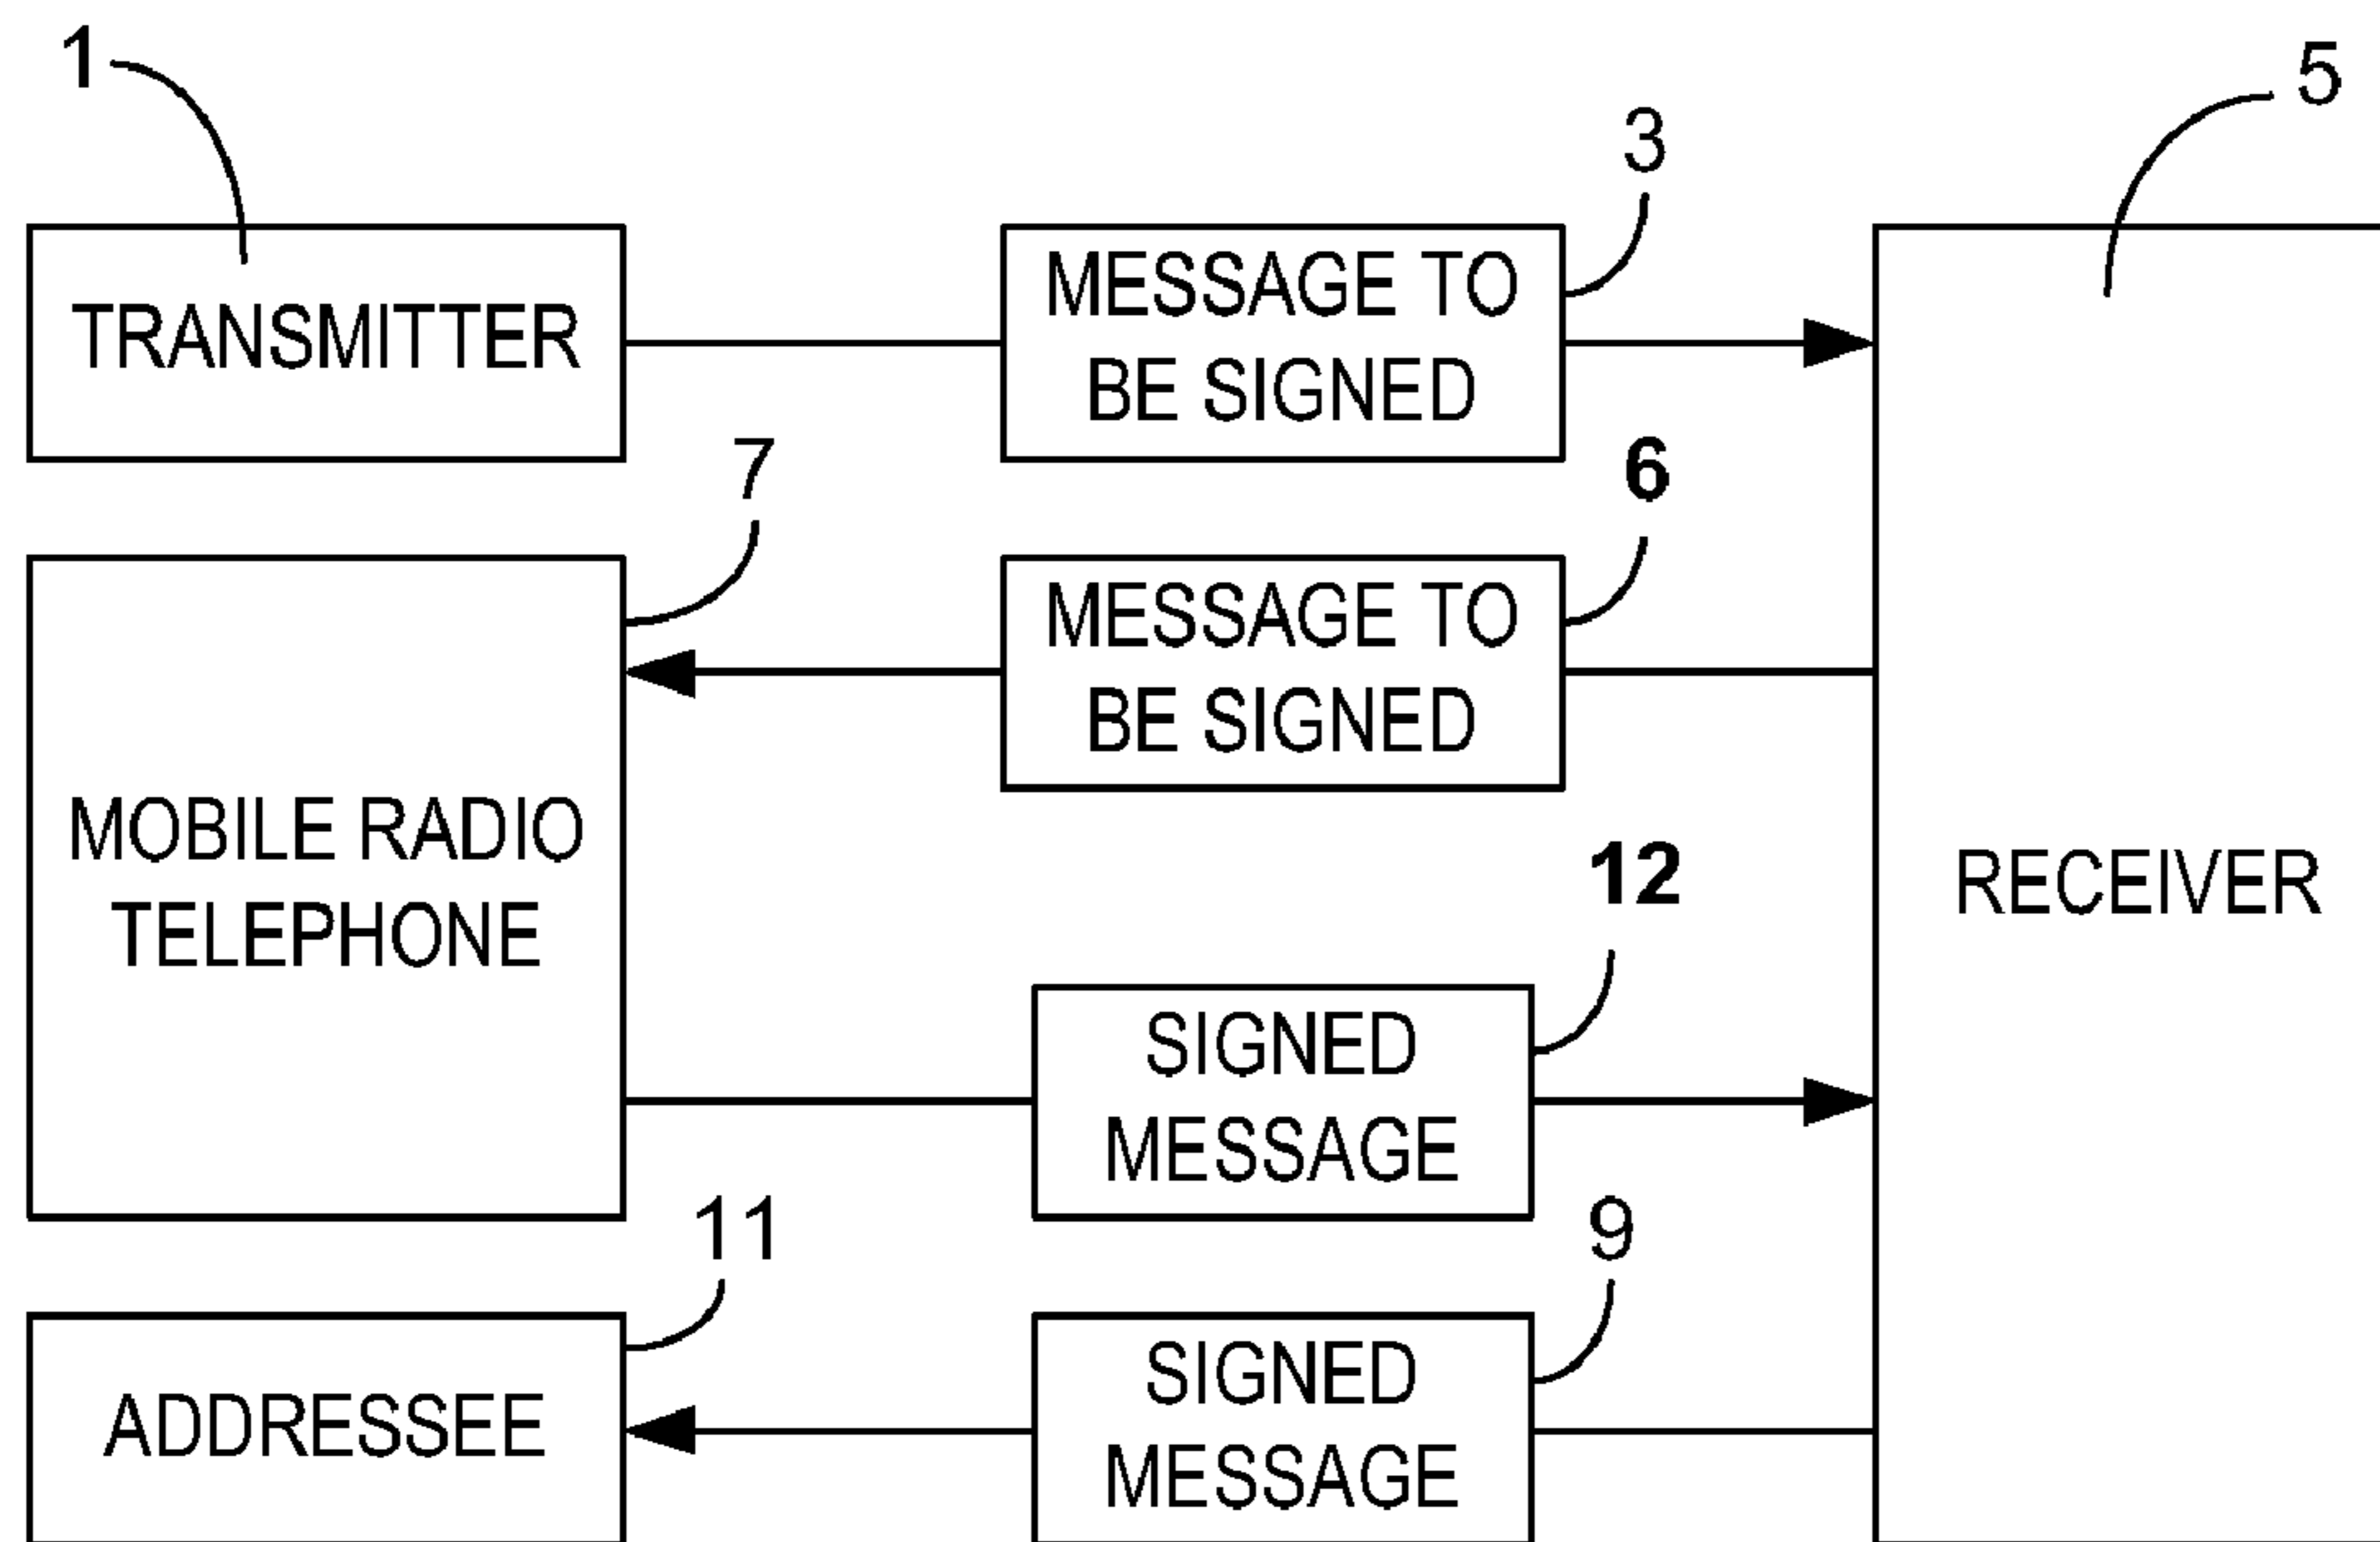 1
5
3
TRANSMITTER
MESSAGE TO
BE SIGNED
7
6
MESSAGE TO
BE SIGNED
MOBILE RADIO
TELEPHONE
12
RECEIVER
SIGNED
MESSAGE
11
9
ADDRESSEE
SIGNED
MESSAGE